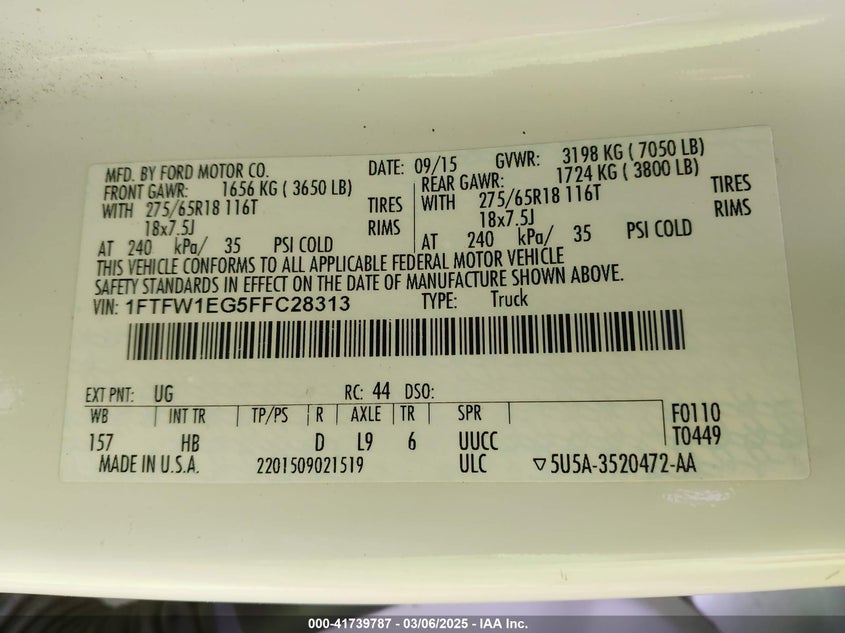 MFD. BY FORD MOTOR CO. DATE: 09/15 GVWR: 3198 KG ( 7050 LB)
FRONT GAWR: 1656 KG ( 3650 LB) REAR GAWR: 1724 KG ( 3800 LB)
WITH 275/65R18 116T TIRES WITH 275/65R18 116T TIRES
18x7.5J RIMS 18x7.5J RIMS
AT 240 kPa/ 35 PSI COLD AT 240 kPa/ 35 PSI COLD
THIS VEHICLE CONFORMS TO ALL APPLICABLE FEDERAL MOTOR VEHICLE
SAFETY STANDARDS IN EFFECT ON THE DATE OF MANUFACTURE SHOWN ABOVE.
VIN: 1FTFW1EG5FFC28313 TYPE: Truck
EXT PNT: UG RC: 44 DSO:
WB INT TR TP/PS R AXLE TR SPR F0110
157 HB D L9 6 UUCC T0449
MADE IN U.S.A. 2201509021519 ULC ▽5U5A-3520472-AA
000-41739787 - 03/06/2025 - IAA Inc.